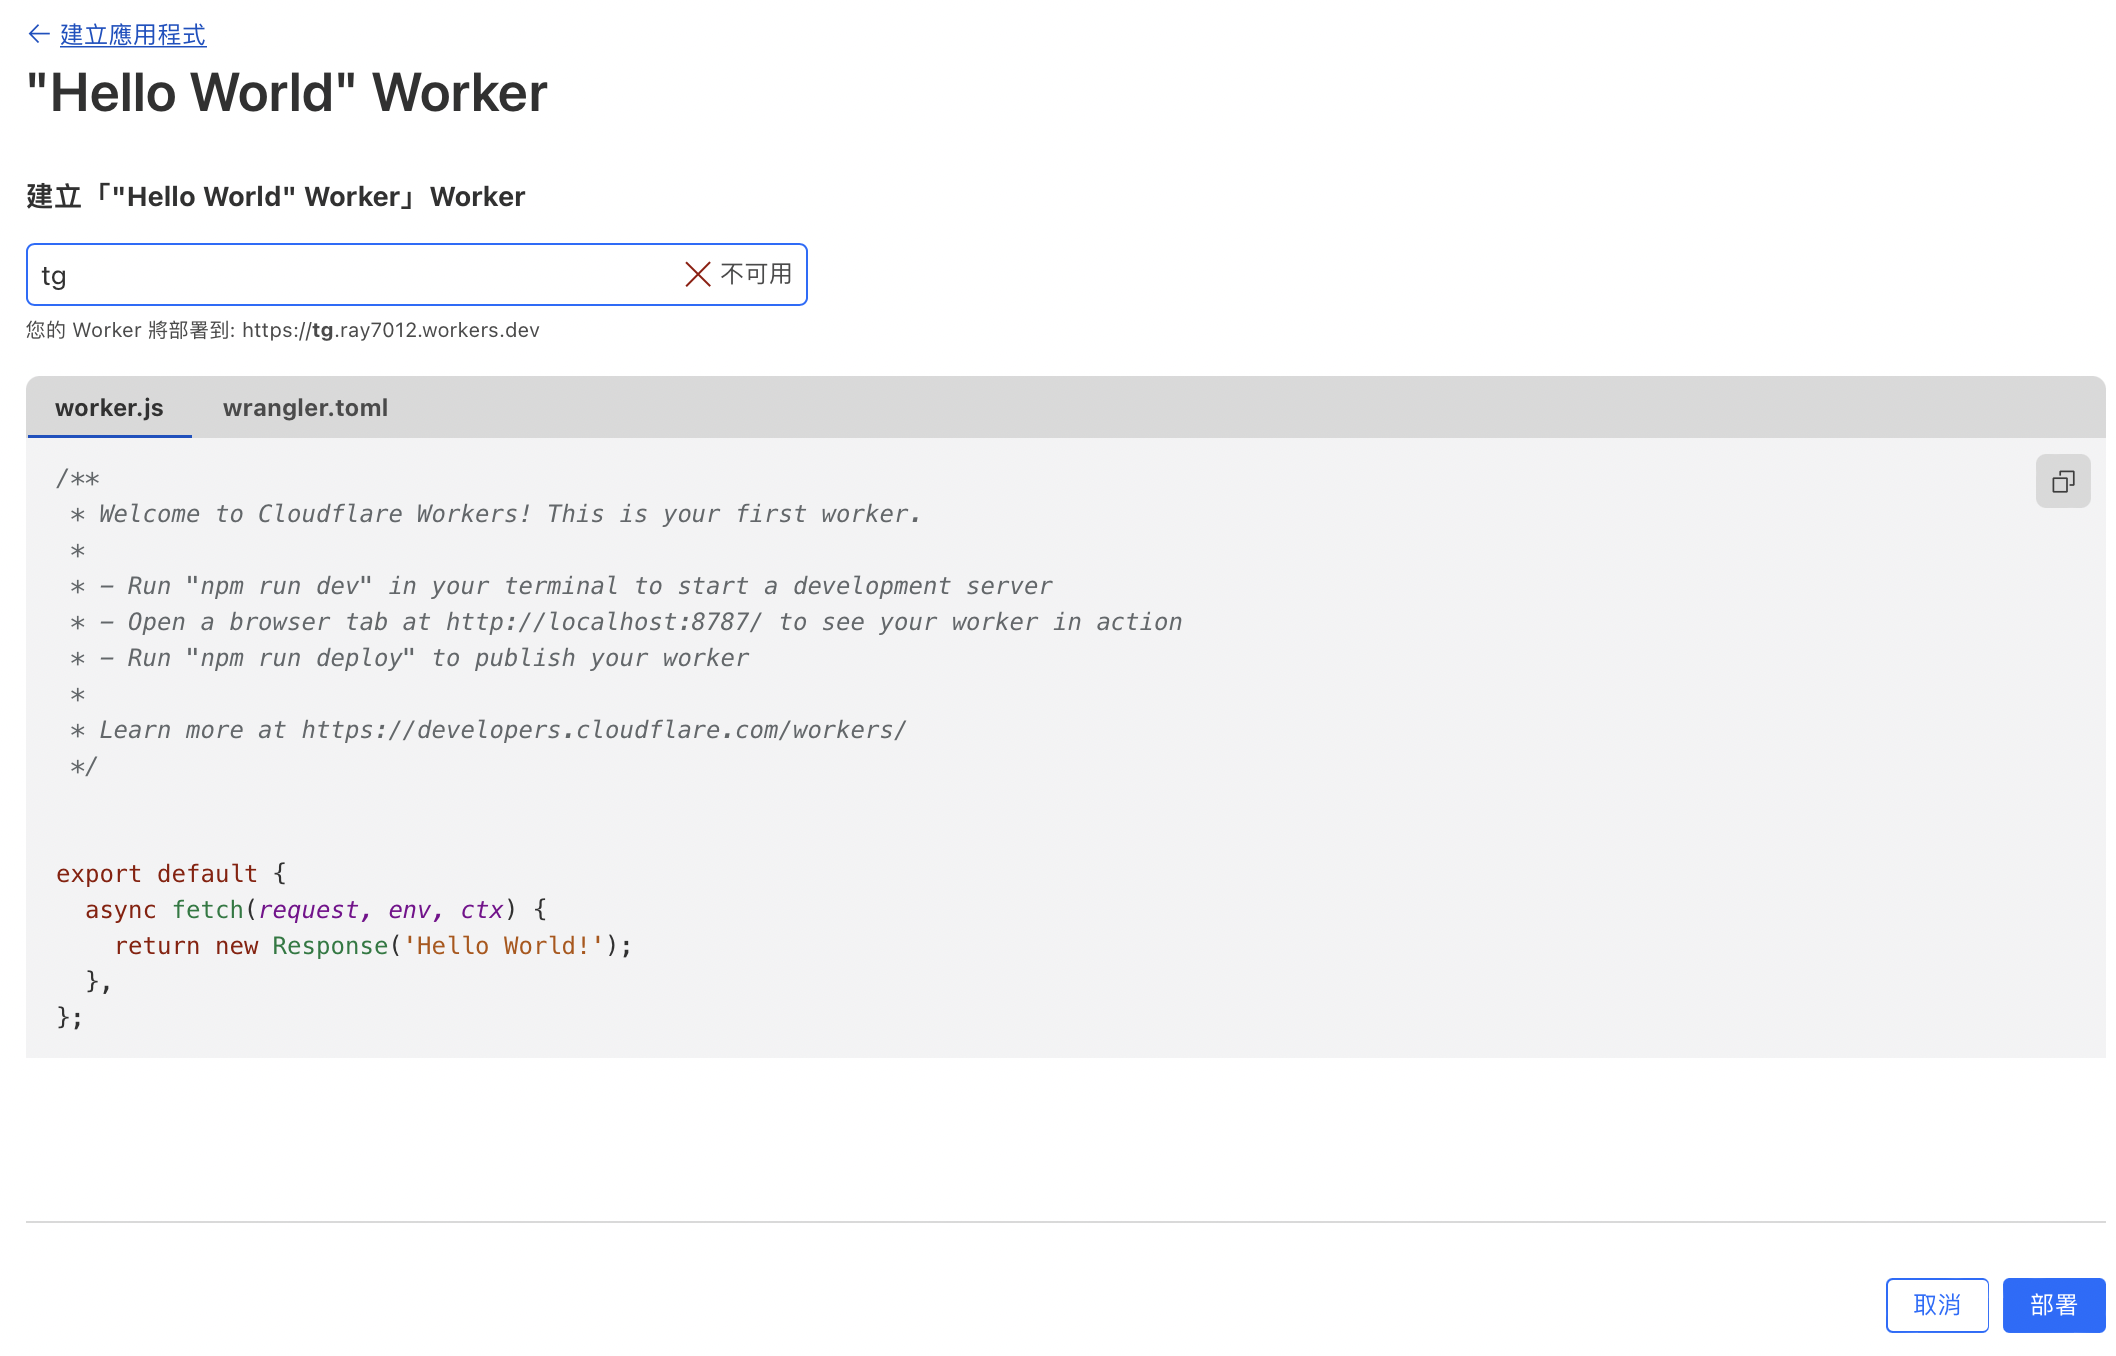 ← 建立應用程式
"Hello World" Worker
建立「"Hello World" Worker」Worker
tg
不可用
您的 Worker 將部署到: https://tg.ray7012.workers.dev
worker.js wrangler.toml
/**
 * Welcome to Cloudflare Workers! This is your first worker.
 *
 * - Run "npm run dev" in your terminal to start a development server
 * - Open a browser tab at http://localhost:8787/ to see your worker in action
 * - Run "npm run deploy" to publish your worker
 *
 * Learn more at https://developers.cloudflare.com/workers/
 */
export default {
  async fetch(request, env, ctx) {
    return new Response('Hello World!');
  },
};
取消 部署